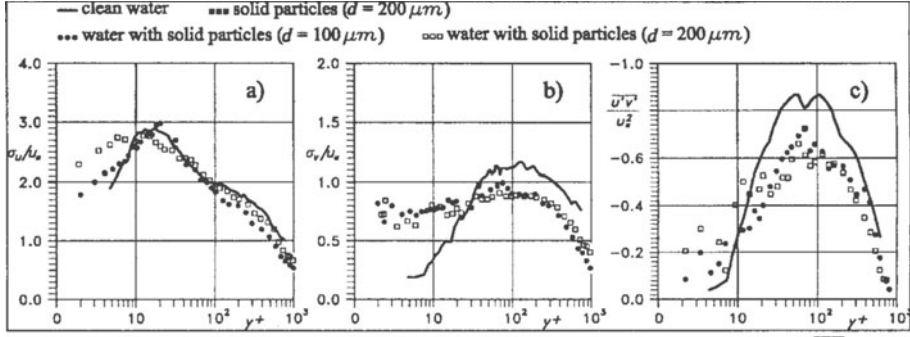 clean water solid particles (d = 200 μm)
water with solid particles (d = 100 μm) water with solid particles (d = 200 μm)
4.0 2.0 -1.0
a) b) c)
3.0 1.5 -0.8
σu/u* σv/u* u'v'/u*²
-0.6
2.0 1.0
-0.4
1.0 0.5
-0.2
0.0 0.0 0.0
0 10 10² y+ 10³ 0 10 10² y+ 10³ 0 10 10² y+ 10³